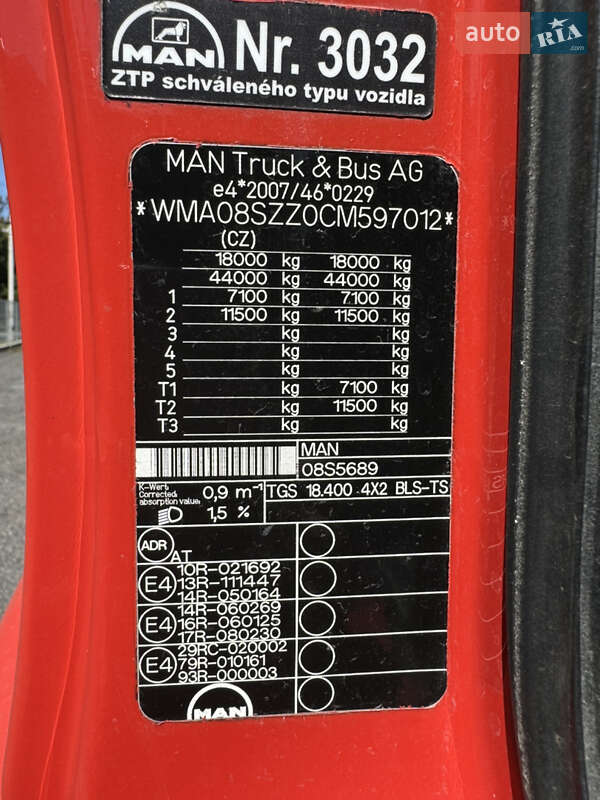 auto RIA .com
MAN Nr. 3032
ZTP schváleného typu vozidla
MAN Truck & Bus AG
e4*2007/46*0229
*WMA08SZZ0CM597012*
(CZ)
18000 kg 18000 kg
44000 kg 44000 kg
1 7100 kg 7100 kg
2 11500 kg 11500 kg
3 kg kg
4 kg kg
5 kg kg
T1 kg 7100 kg
T2 kg 11500 kg
T3 kg kg
MAN
08S5689
K-Wert:
Corrected
absorption value: 0,9 m⁻¹
1,5 %
TGS 18.400 4X2 BLS-TS
ADR AT
E4 10R-021692
13R-111447
14R-050164
E4 14R-060269
16R-060125
17R-080230
E4 29RC-020002
79R-010161
93R-000003
MAN